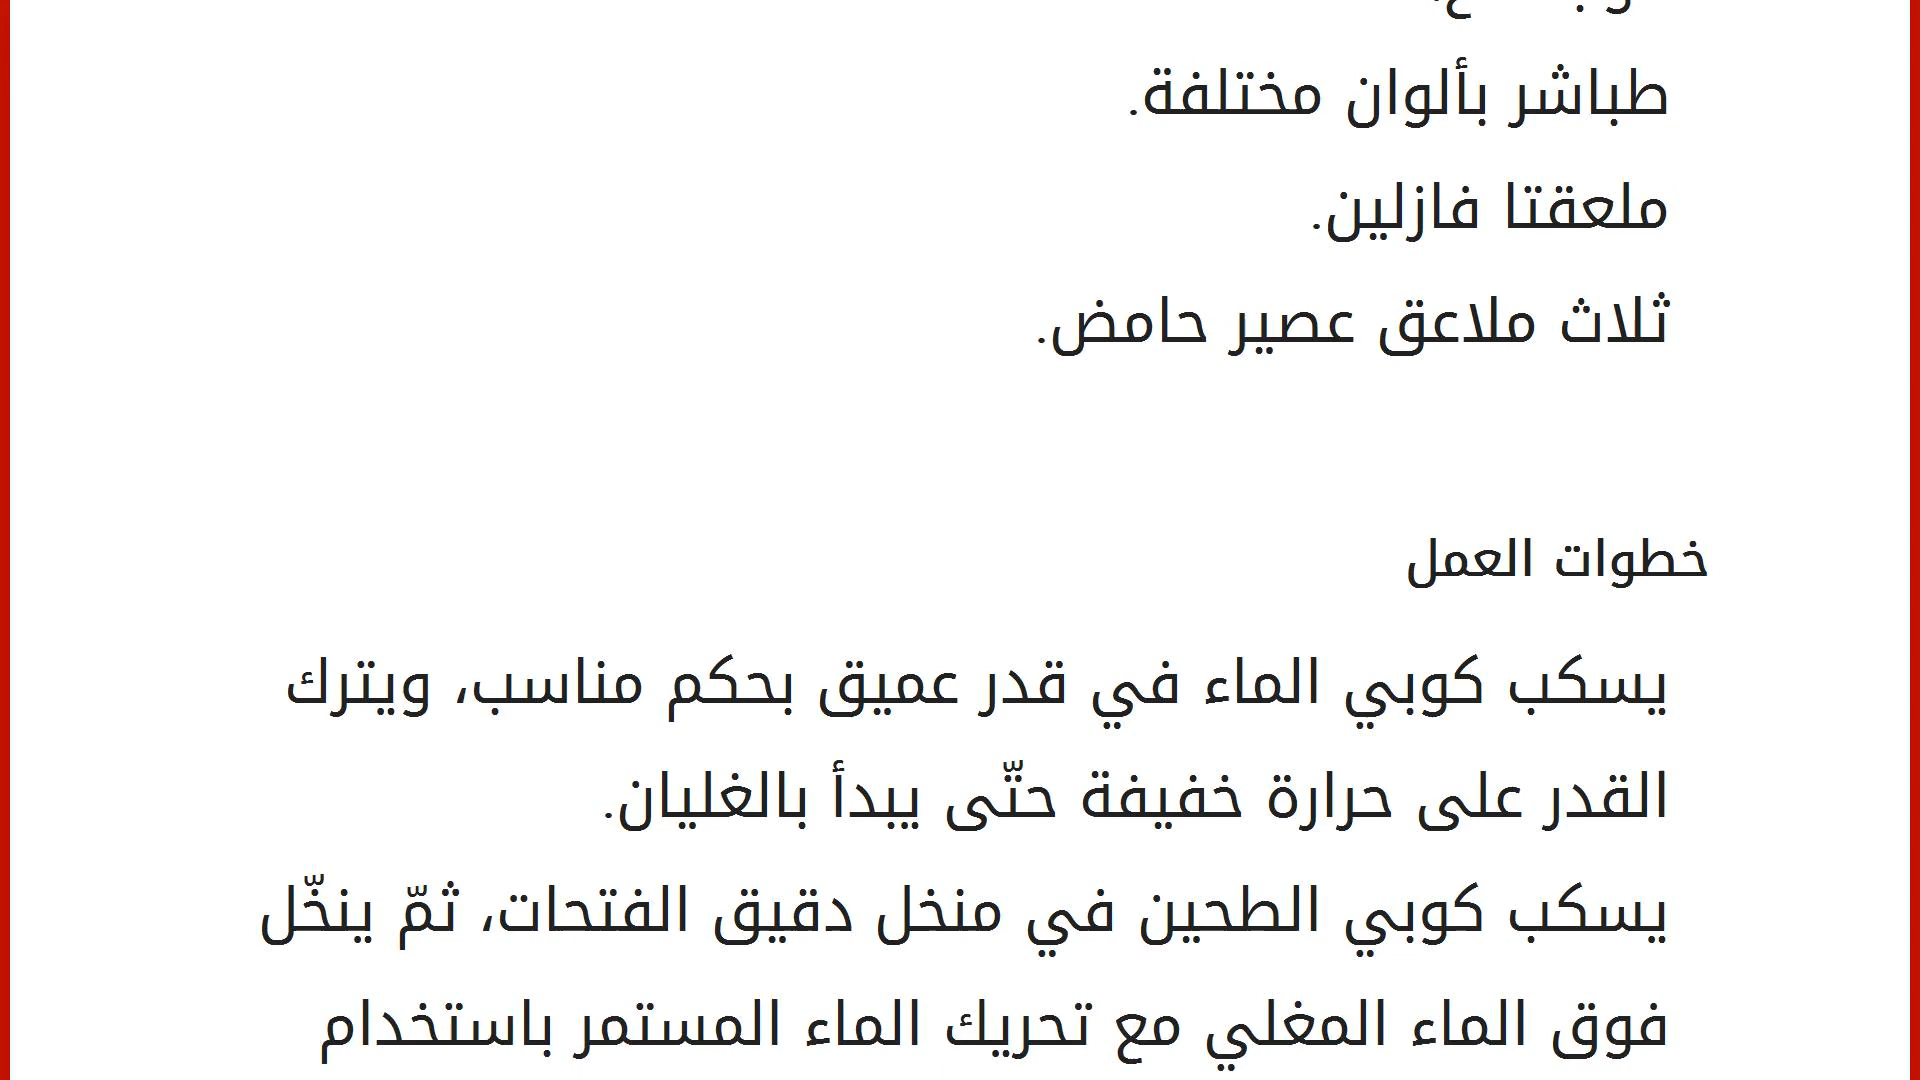 طباشر بألوان مختلفة.
ملعقتا فازلين.
ثلاث ملاعق عصير حامض.
خطوات العمل
يسكب كوبي الماء في قدر عميق بحكم مناسب، ويترك
القدر على حرارة خفيفة حتّى يبدأ بالغليان.
يسكب كوبي الطحين في منخل دقيق الفتحات، ثمّ ينخّل
فوق الماء المغلي مع تحريك الماء المستمر باستخدام